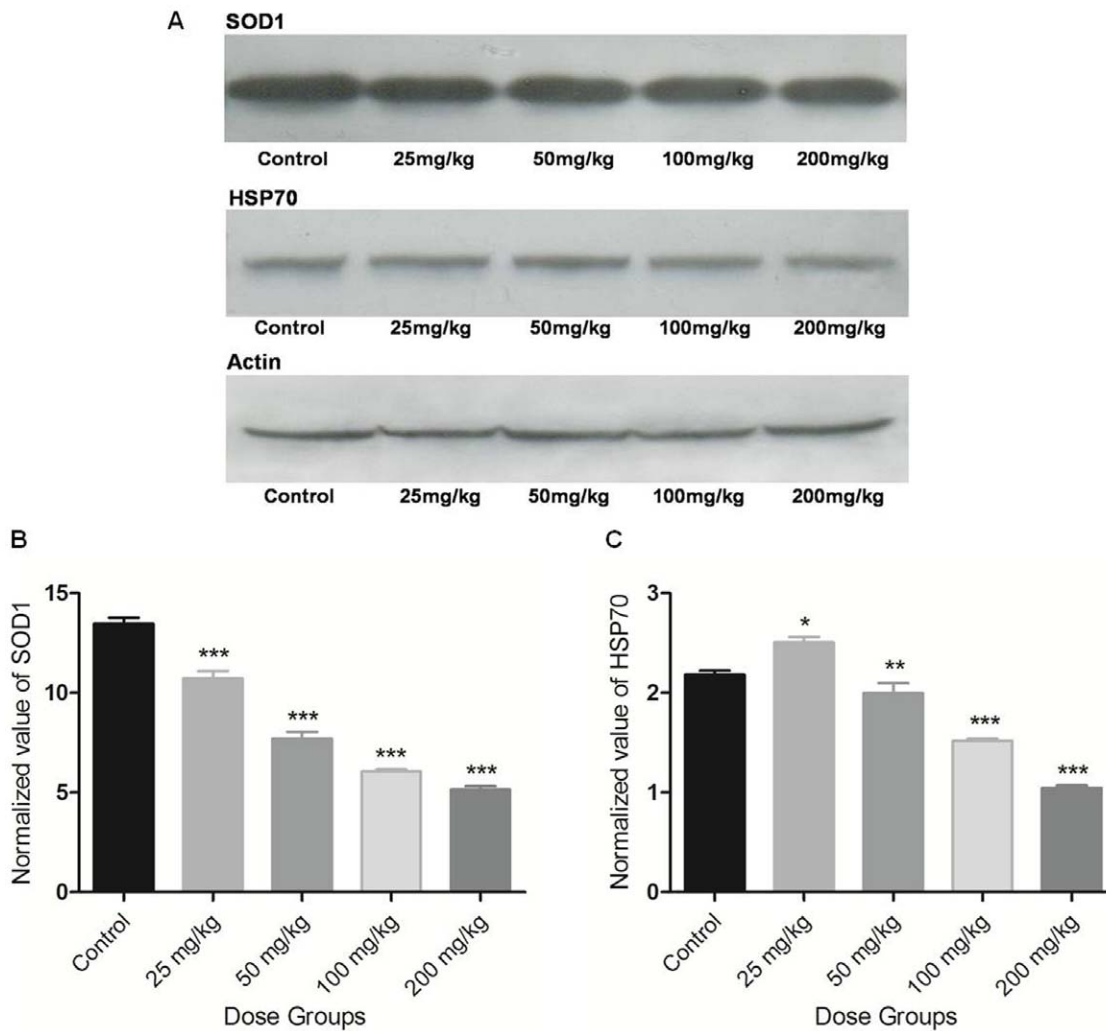 A
SOD1
Control 25mg/kg 50mg/kg 100mg/kg 200mg/kg
HSP70
Control 25mg/kg 50mg/kg 100mg/kg 200mg/kg
Actin
Control 25mg/kg 50mg/kg 100mg/kg 200mg/kg
B
Normalized value of SOD1
15
10
5
0
***
***
***
***
Control
25 mg/kg
50 mg/kg
100 mg/kg
200 mg/kg
Dose Groups
C
Normalized value of HSP70
3
2
1
0
*
**
***
***
Control
25 mg/kg
50 mg/kg
100 mg/kg
200 mg/kg
Dose Groups